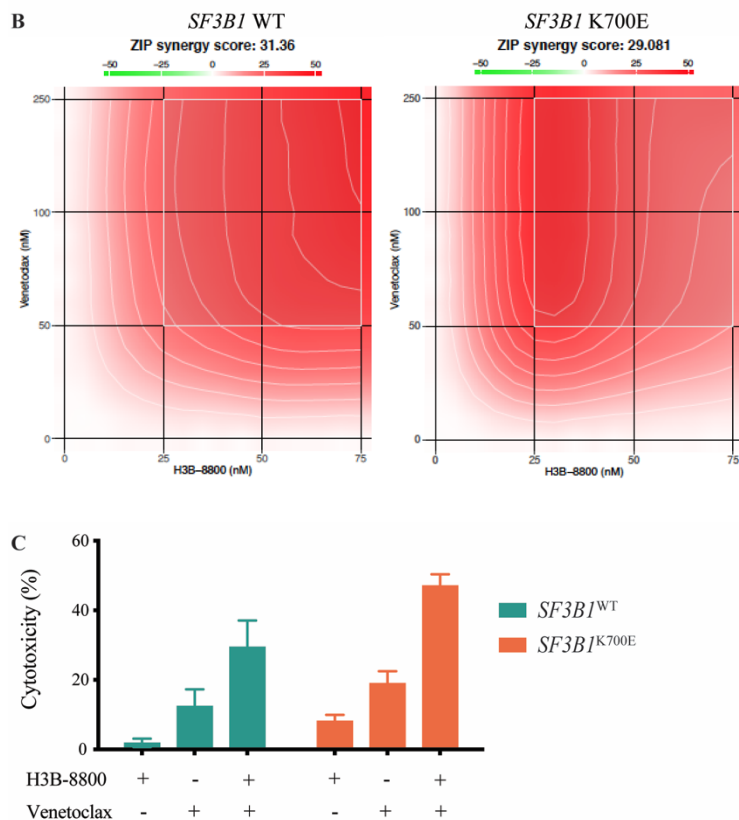 B
SF3B1 WT
SF3B1 K700E
ZIP synergy score: 31.36
ZIP synergy score: 29.081
−50 −25 0 25 50
−50 −25 0 25 50
250
100
50
0
Venetoclax (nM)
0 25 50 75
H3B−8800 (nM)
250
100
50
0
Venetoclax (nM)
0 25 50 75
H3B−8800 (nM)
C
60
40
20
0
Cytotoxicity (%)
SF3B1WT
SF3B1K700E
H3B-8800 + - + + - +
Venetoclax - + + - + +